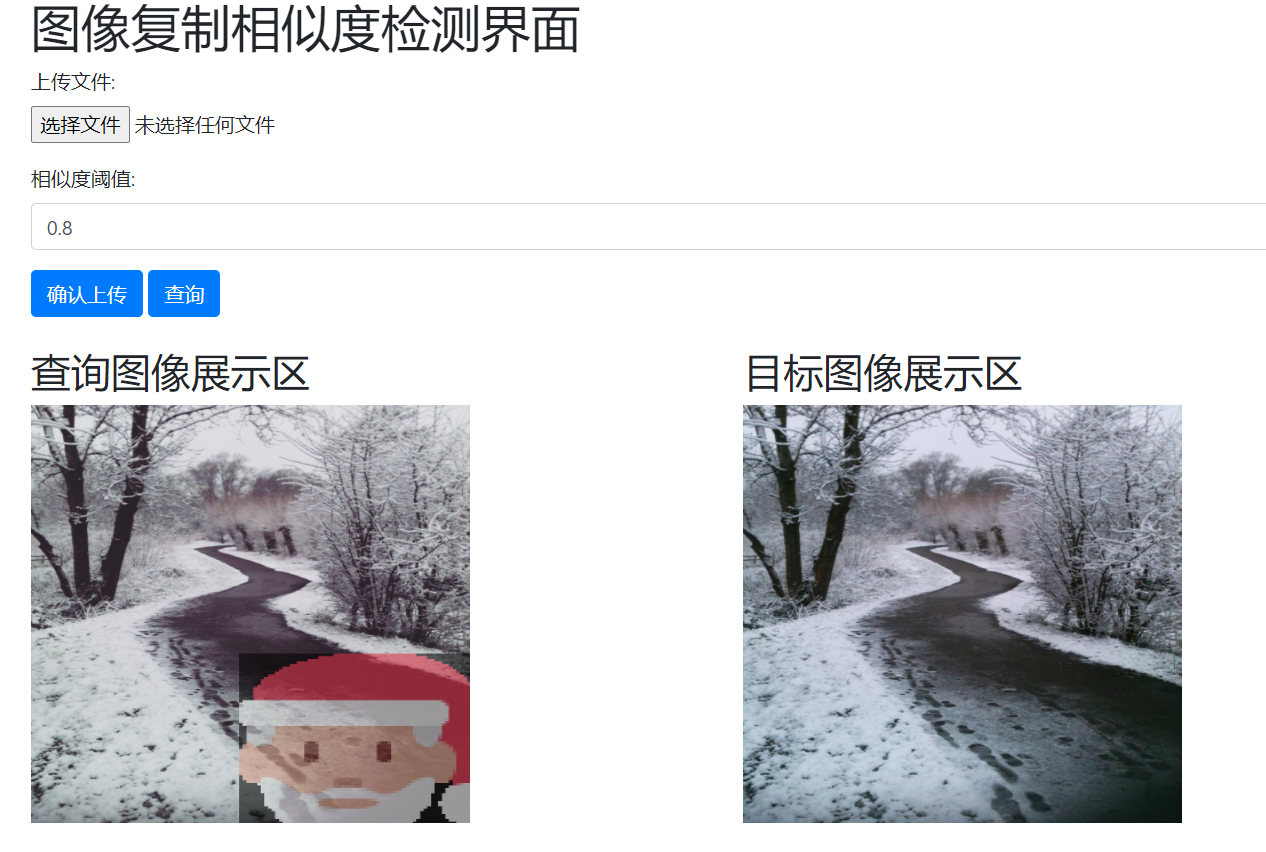 图像复制相似度检测界面
上传文件:
选择文件 未选择任何文件
相似度阈值:
0.8
确认上传 查询
查询图像展示区 目标图像展示区